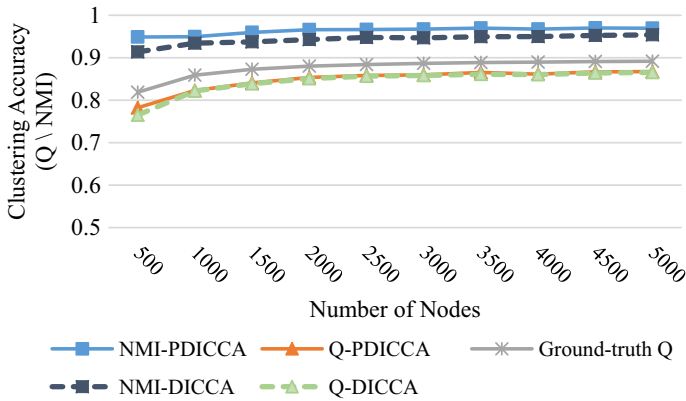 Clustering Accuracy
(Q \ NMI)
1
0.9
0.8
0.7
0.6
0.5
500
1000
1500
2000
2500
3000
3500
4000
4500
5000
Number of Nodes
NMI-PDICCA
Q-PDICCA
Ground-truth Q
NMI-DICCA
Q-DICCA